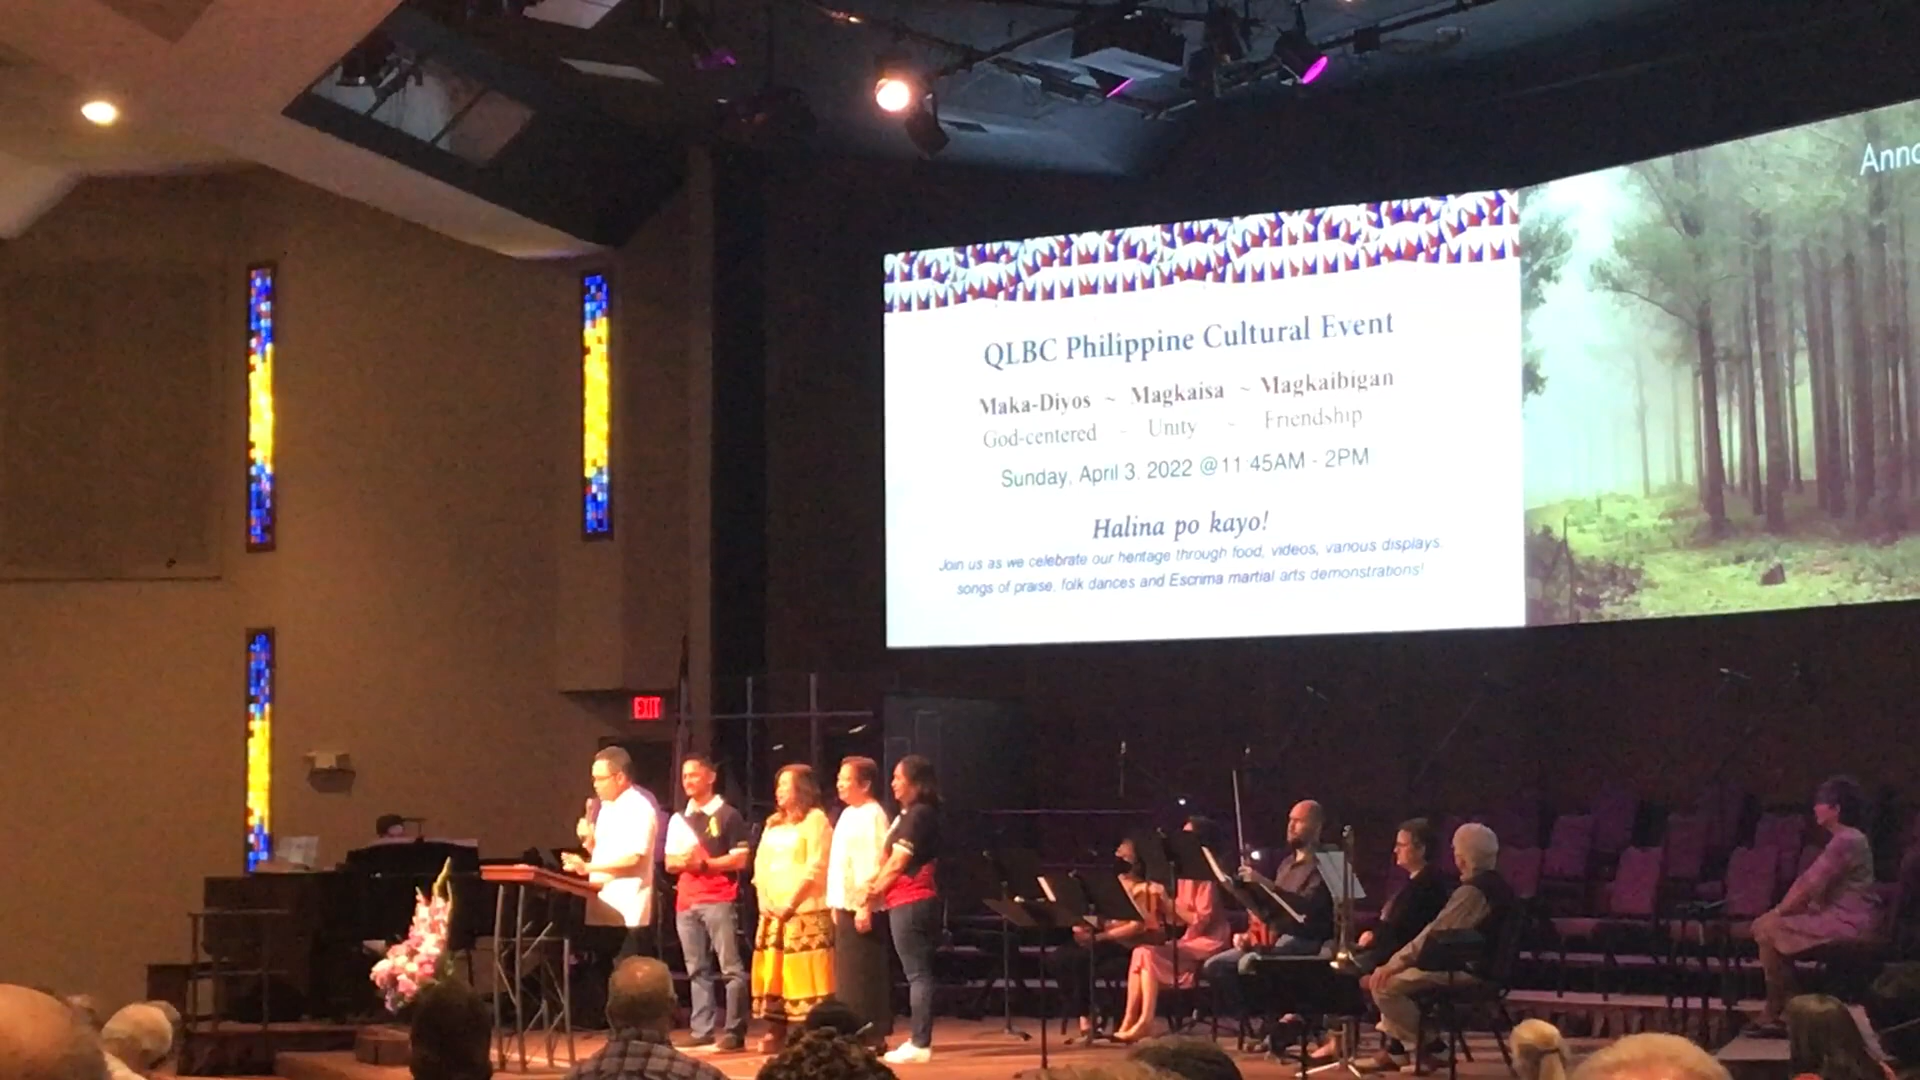 Anno
QLBC Philippine Cultural Event
Maka-Diyos ~ Magkaisa ~ Magkaibigan
God-centered - Unity - Friendship
Sunday, April 3, 2022 @11:45AM - 2PM
Halina po kayo!
Join us as we celebrate our heritage through food, videos, various displays,
songs of praise, folk dances and Escrima martial arts demonstrations!
EXIT